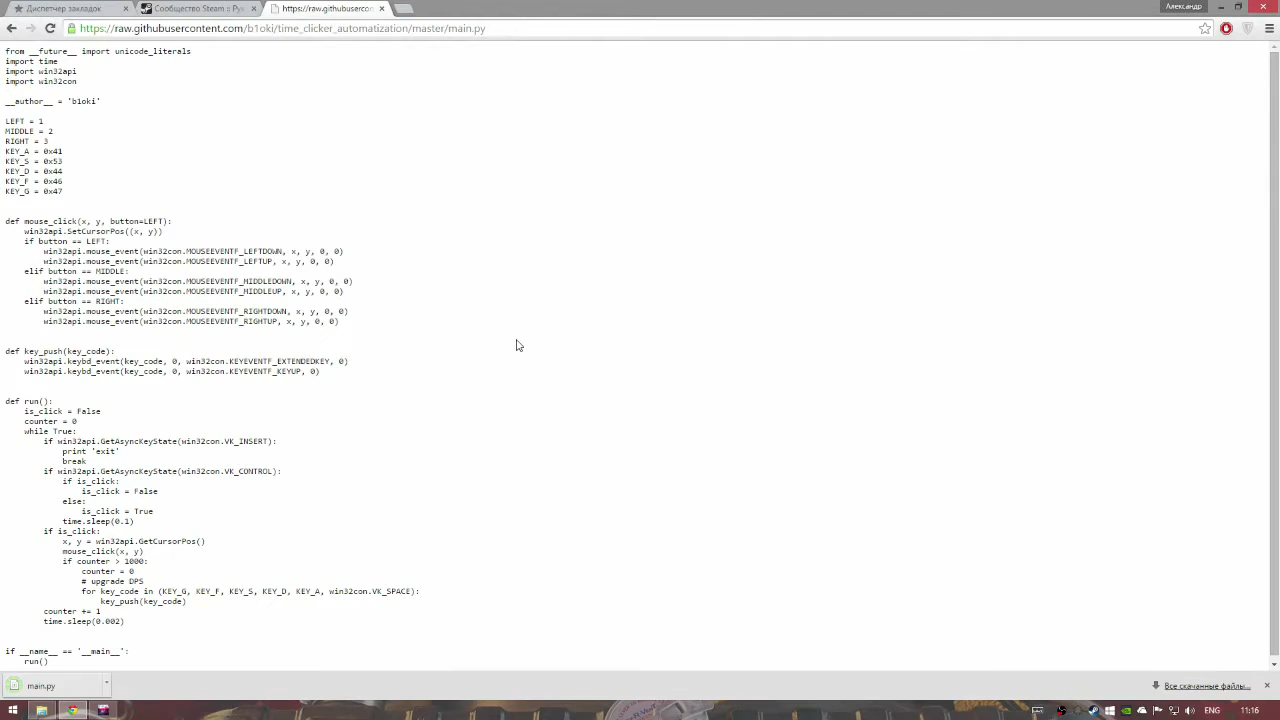 Диспетчер закладок
Сообщество Steam :: Ру
https://raw.githubuserco
Александр
https://raw.githubusercontent.com/b1oki/time_clicker_automation/master/main.py
from __future__ import unicode_literals
import time
import win32api
import win32con
__author__ = 'b1oki'
LEFT = 1
MIDDLE = 2
RIGHT = 3
KEY_A = 0x41
KEY_S = 0x53
KEY_D = 0x44
KEY_F = 0x46
KEY_G = 0x47
def mouse_click(x, y, button=LEFT):
win32api.SetCursorPos((x, y))
if button == LEFT:
win32api.mouse_event(win32con.MOUSEEVENTF_LEFTDOWN, x, y, 0, 0)
win32api.mouse_event(win32con.MOUSEEVENTF_LEFTUP, x, y, 0, 0)
elif button == MIDDLE:
win32api.mouse_event(win32con.MOUSEEVENTF_MIDDLEDOWN, x, y, 0, 0)
win32api.mouse_event(win32con.MOUSEEVENTF_MIDDLEUP, x, y, 0, 0)
elif button == RIGHT:
win32api.mouse_event(win32con.MOUSEEVENTF_RIGHTDOWN, x, y, 0, 0)
win32api.mouse_event(win32con.MOUSEEVENTF_RIGHTUP, x, y, 0, 0)
def key_push(key_code):
win32api.keybd_event(key_code, 0, win32con.KEYEVENTF_EXTENDEDKEY, 0)
win32api.keybd_event(key_code, 0, win32con.KEYEVENTF_KEYUP, 0)
def run():
is_click = False
counter = 0
while True:
if win32api.GetAsyncKeyState(win32con.VK_INSERT):
print 'exit'
break
if win32api.GetAsyncKeyState(win32con.VK_CONTROL):
if is_click:
is_click = False
else:
is_click = True
time.sleep(0.1)
if is_click:
x, y = win32api.GetCursorPos()
mouse_click(x, y)
if counter > 1000:
counter = 0
# upgrade DPS
for key_code in (KEY_G, KEY_F, KEY_S, KEY_D, KEY_A, win32con.VK_SPACE):
key_push(key_code)
counter += 1
time.sleep(0.002)
if __name__ == '__main__':
run()
main.py
Все скачанные файлы...
ENG
11:16